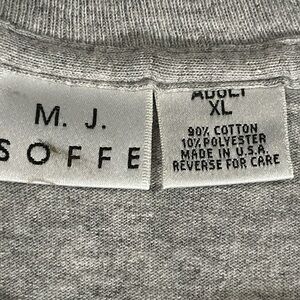 M. J.
SOFFE
ADULT
XL
90% COTTON
10% POLYESTER
MADE IN U.S.A.
REVERSE FOR CARE